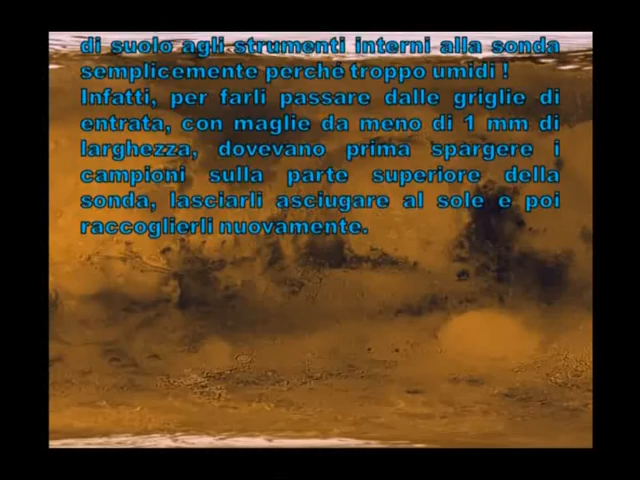 di suolo agli strumenti interni alla sonda
semplicemente perché troppo umidi !
Infatti, per farli passare dalle griglie di
entrata, con maglie da meno di 1 mm di
larghezza, dovevano prima spargere i
campioni sulla parte superiore della
sonda, lasciarli asciugare al sole e poi
raccoglierli nuovamente.